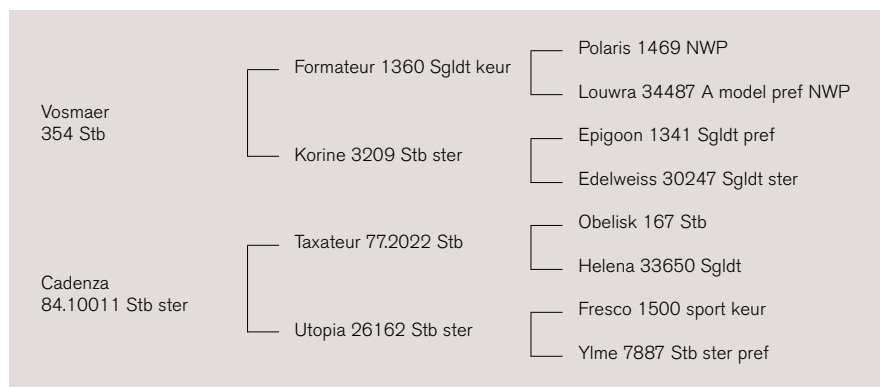 Vosmaer
354 Stb
Formateur 1360 Sgldt keur
Polaris 1469 NWP
Louwra 34487 A model pref NWP
Korine 3209 Stb ster
Epigoon 1341 Sgldt pref
Edelweiss 30247 Sgldt ster
Cadenza
84.10011 Stb ster
Taxateur 77.2022 Stb
Obelisk 167 Stb
Helena 33650 Sgldt
Utopia 26162 Stb ster
Fresco 1500 sport keur
Ylme 7887 Stb ster pref